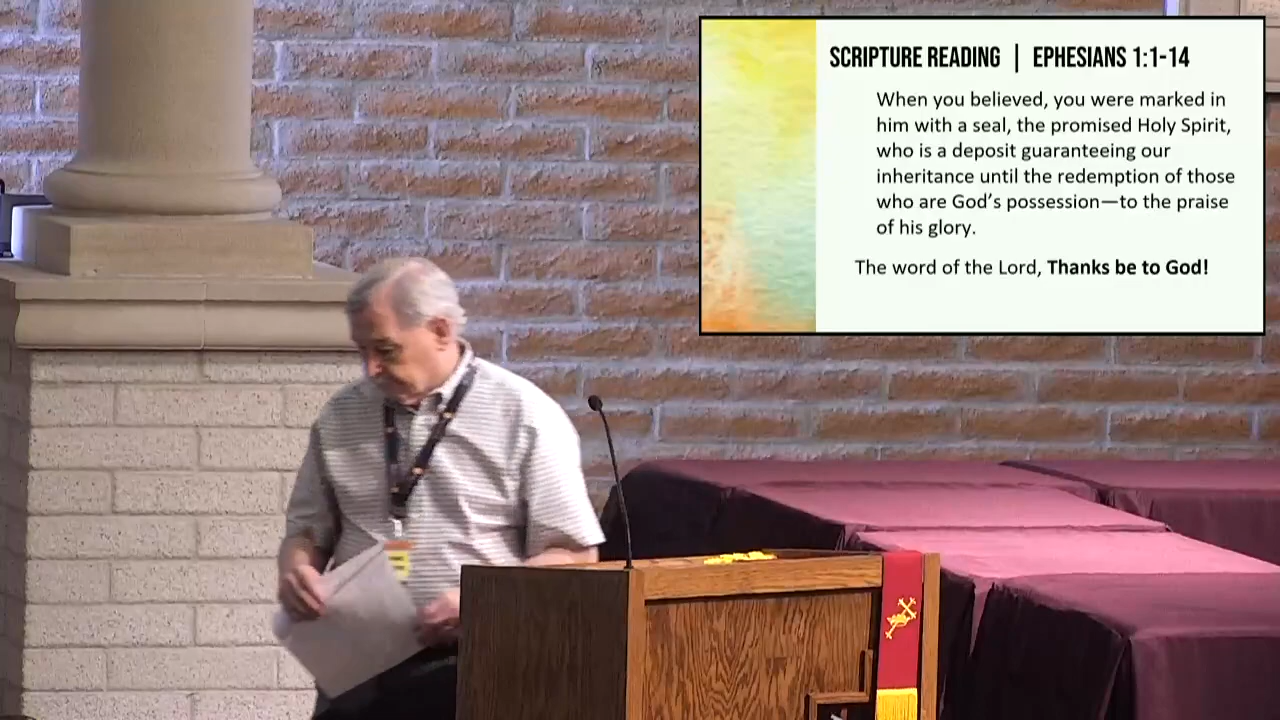 SCRIPTURE READING | EPHESIANS 1:1-14
When you believed, you were marked in
him with a seal, the promised Holy Spirit,
who is a deposit guaranteeing our
inheritance until the redemption of those
who are God's possession—to the praise
of his glory.
The word of the Lord, Thanks be to God!